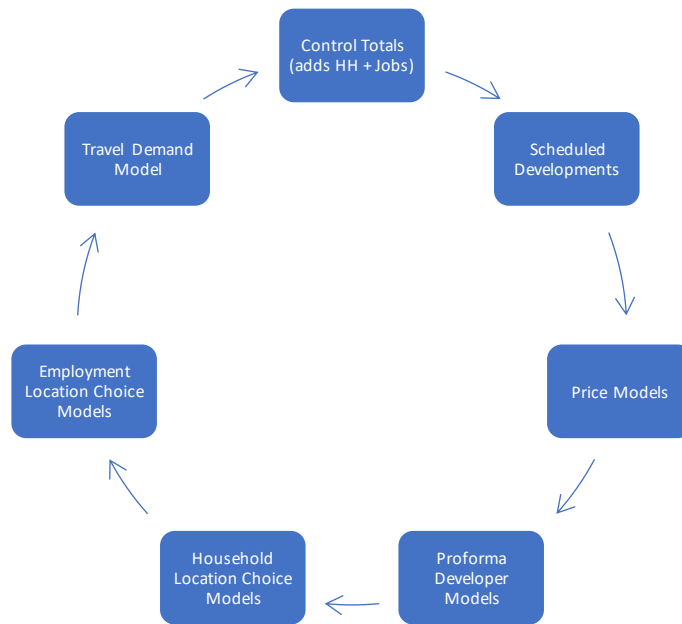 Control Totals
(adds HH + Jobs)
Scheduled
Developments
Price Models
Proforma
Developer
Models
Household
Location Choice
Models
Employment
Location Choice
Models
Travel Demand
Model